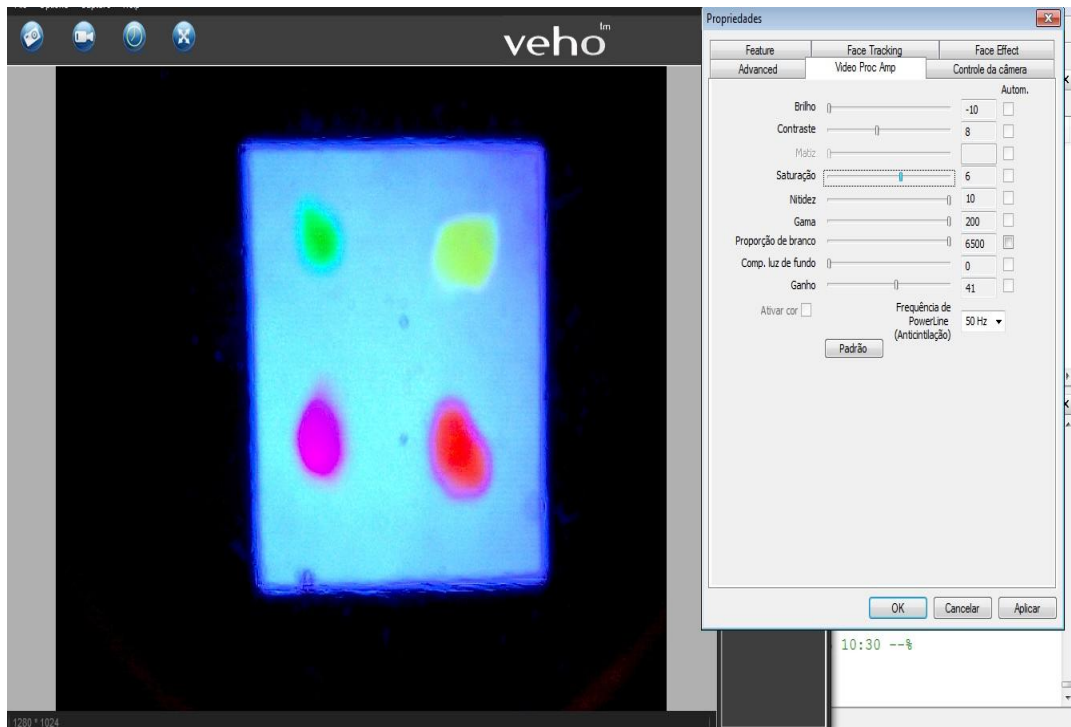 veho tm
Propriedades
Feature Face Tracking Face Effect
Advanced Video Proc Amp Controle da câmera
Autom.
Brilho -10
Contraste 8
Matiz
Saturação 6
Nitidez 10
Gama 200
Proporção de branco 6500
Comp. luz de fundo 0
Ganho 41
Ativar cor
Frequência de
PowerLine
(Anticintilação)
50 Hz
Padrão
OK Cancelar Aplicar
10:30 --%
1280 * 1024